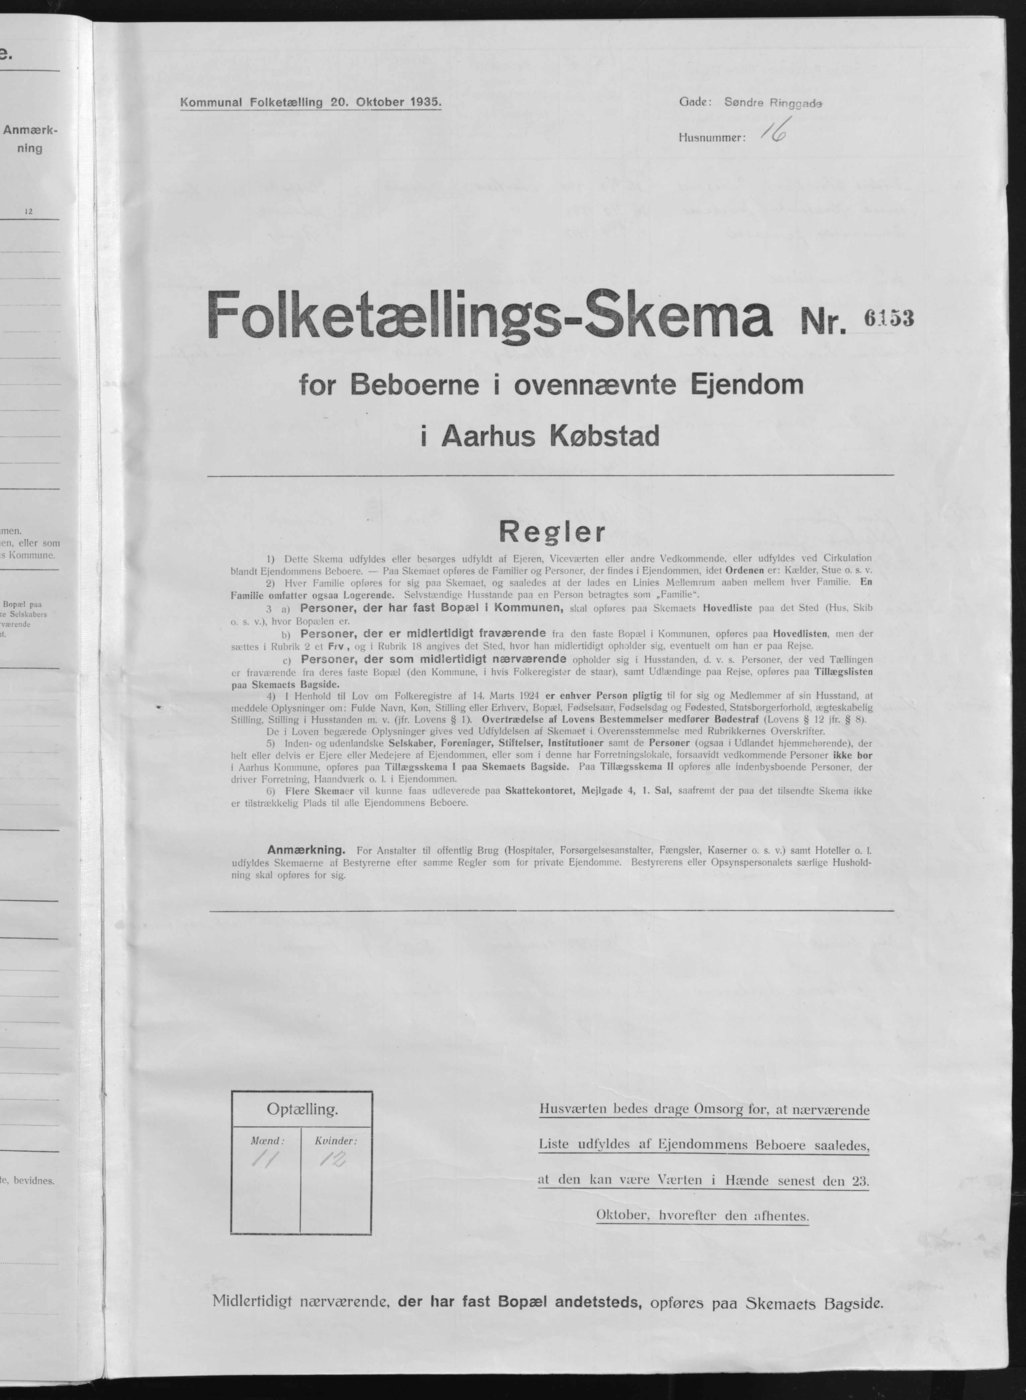 e.
Anmærk-
ning
12
men.
en, eller som
s Kommune.
Bopæl paa
re Selskabers
værende
te, bevidnes.
Kommunal Folketælling 20. Oktober 1935.
Gade: Søndre Ringgade
Husnummer: 16
Folketællings-Skema Nr. 6153
for Beboerne i ovennævnte Ejendom
i Aarhus Købstad
Regler
1) Dette Skema udfyldes eller besørges udfyldt af Ejeren, Viceværten eller andre Vedkommende, eller udfyldes ved Cirkulation
blandt Ejendommens Beboere. — Paa Skemaet opføres de Familier og Personer, der findes i Ejendommen, idet Ordenen er: Kælder, Stue o. s. v.
2) Hver Familie opføres for sig paa Skemaet, og saaledes at der lades en Linies Mellemrum aaben mellem hver Familie. En
Familie omfatter ogsaa Logerende. Selvstændige Husstande paa en Person betragtes som „Familie“.
3 a) Personer, der har fast Bopæl i Kommunen, skal opføres paa Skemaets Hovedliste paa det Sted (Hus, Skib
o. s. v.), hvor Bopælen er.
b) Personer, der er midlertidigt fraværende fra den faste Bopæl i Kommunen, opføres paa Hovedlisten, men der
sættes i Rubrik 2 et Frv., og i Rubrik 18 angives det Sted, hvor han midlertidigt opholder sig, eventuelt om han er paa Rejse.
c) Personer, der som midlertidigt nærværende opholder sig i Husstanden, d. v. s. Personer, der ved Tællingen
er fraværende fra deres faste Bopæl (den Kommune, i hvis Folkeregister de staar), samt Udlændinge paa Rejse, opføres paa Tillægslisten
paa Skemaets Bagside.
4) I Henhold til Lov om Folkeregistre af 14. Marts 1924 er enhver Person pligtig til for sig og Medlemmer af sin Husstand, at
meddele Oplysninger om: Fulde Navn, Køn, Stilling eller Erhverv, Bopæl, Fødselsaar, Fødselsdag og Fødested, Statsborgerforhold, ægteskabelig
Stilling, Stilling i Husstanden m. v. (jfr. Lovens § 1). Overtrædelse af Lovens Bestemmelser medfører Bødestraf (Lovens § 12 jfr. § 8).
De i Loven begærede Oplysninger gives ved Udfyldelsen af Skemaet i Overensstemmelse med Rubrikkernes Overskrifter.
5) Inden- og udenlandske Selskaber, Foreninger, Stiftelser, Institutioner samt de Personer (ogsaa i Udlandet hjemmehørende), der
helt eller delvis er Ejere eller Medejere af Ejendommen, eller som i denne har Forretningslokale, forsaavidt vedkommende Personer ikke bor
i Aarhus Kommune, opføres paa Tillægsskema I paa Skemaets Bagside. Paa Tillægsskema II opføres alle indenbysboende Personer, der
driver Forretning, Haandværk o. l. i Ejendommen.
6) Flere Skemaer vil kunne faas udleverede paa Skattekontoret, Mejlgade 4, 1. Sal, saafremt der paa det tilsendte Skema ikke
er tilstrækkelig Plads til alle Ejendommens Beboere.
Anmærkning. For Anstalter til offentlig Brug (Hospitaler, Forsørgelsesanstalter, Fængsler, Kaserner o. s. v.) samt Hoteller o. l.
udfyldes Skemaerne af Bestyrerne efter samme Regler som for private Ejendomme. Bestyrerens eller Opsynspersonalets særlige Hushold-
ning skal opføres for sig.
Optælling.
Mænd: Kvinder:
11 12
Husværten bedes drage Omsorg for, at nærværende
Liste udfyldes af Ejendommens Beboere saaledes,
at den kan være Værten i Hænde senest den 23.
Oktober, hvorefter den afhentes.
Midlertidigt nærværende, der har fast Bopæl andetsteds, opføres paa Skemaets Bagside.